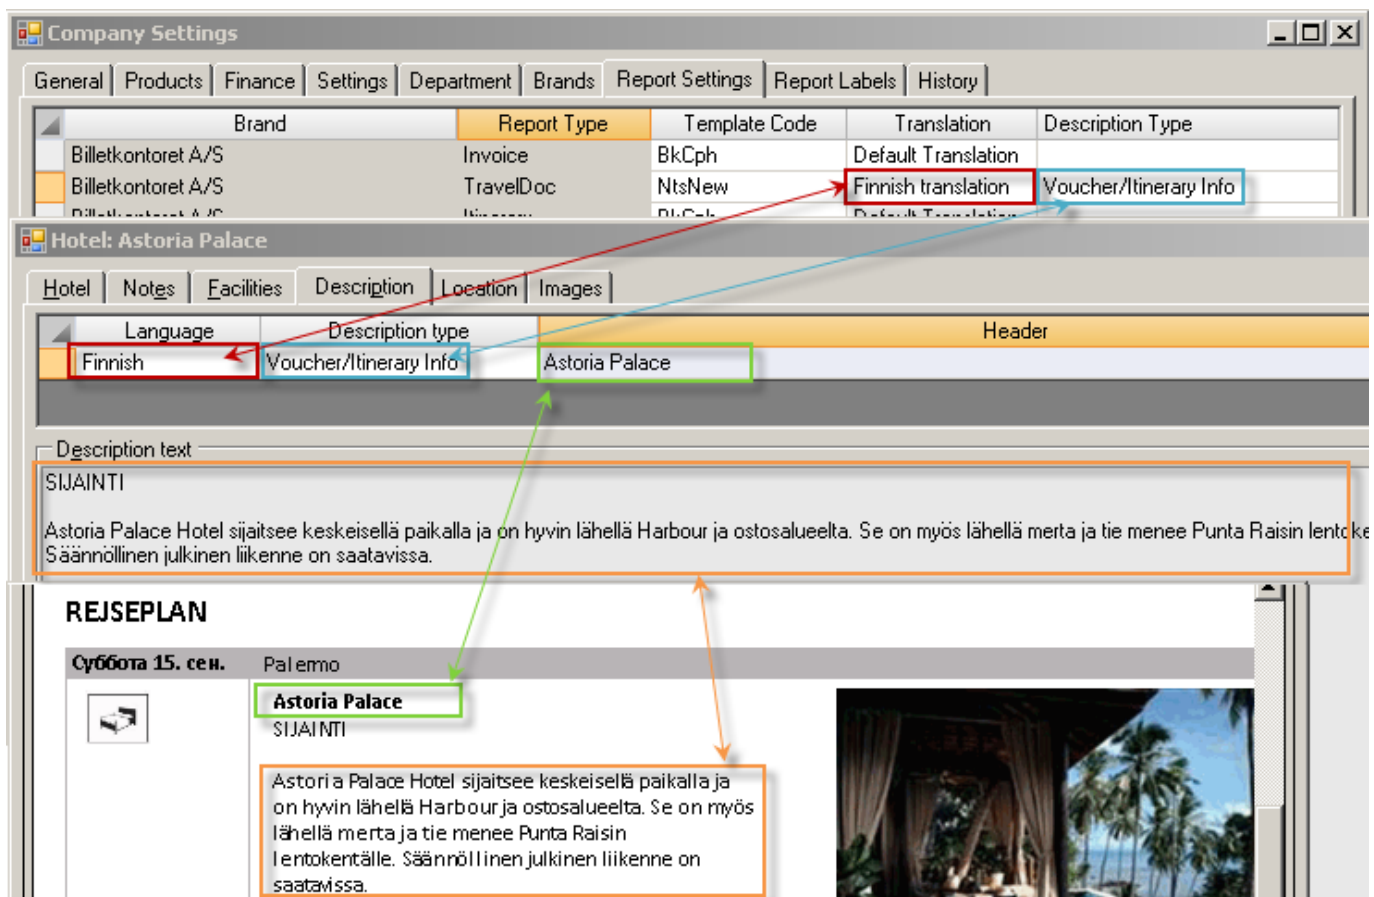 Company Settings
General Products Finance Settings Department Brands Report Settings Report Labels History
Brand Report Type Template Code Translation Description Type
Billetkontoret A/S Invoice BkCph Default Translation
Billetkontoret A/S TravelDoc NtsNew Finnish translation Voucher/Itinerary Info
Billetkontoret A/S Itinerary BkCph Default Translation
Hotel: Astoria Palace
Hotel Notes Facilities Description Location Images
Language Description type Header
Finnish Voucher/Itinerary Info Astoria Palace
Description text
SIJAINTI
Astoria Palace Hotel sijaitsee keskeisellä paikalla ja on hyvin lähellä Harbour ja ostosalueelta. Se on myös lähellä merta ja tie menee Punta Raisin lentoke
Säännöllinen julkinen liikenne on saatavissa.
REJSEPLAN
Суббота 15. сен. Palermo
Astoria Palace
SIJAINTI
Astoria Palace Hotel sijaitsee keskeisellä paikalla ja
on hyvin lähellä Harbour ja ostosalueelta. Se on myös
lähellä merta ja tie menee Punta Raisin
lentokentälle. Säännöllinen julkinen liikenne on
saatavissa.